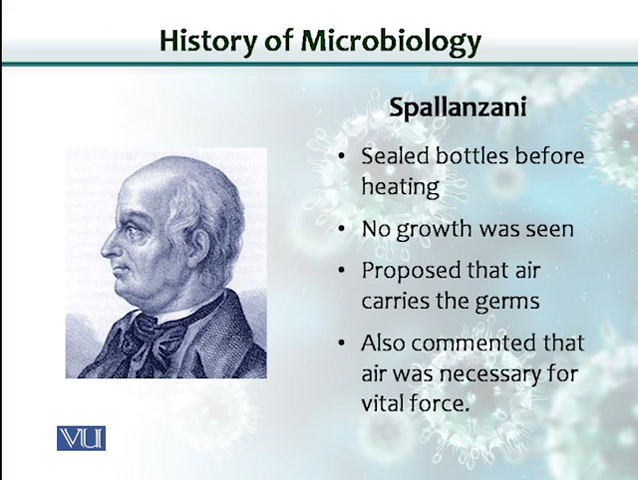 History of Microbiology
Spallanzani
• Sealed bottles before
heating
• No growth was seen
• Proposed that air
carries the germs
• Also commented that
air was necessary for
vital force.
VU